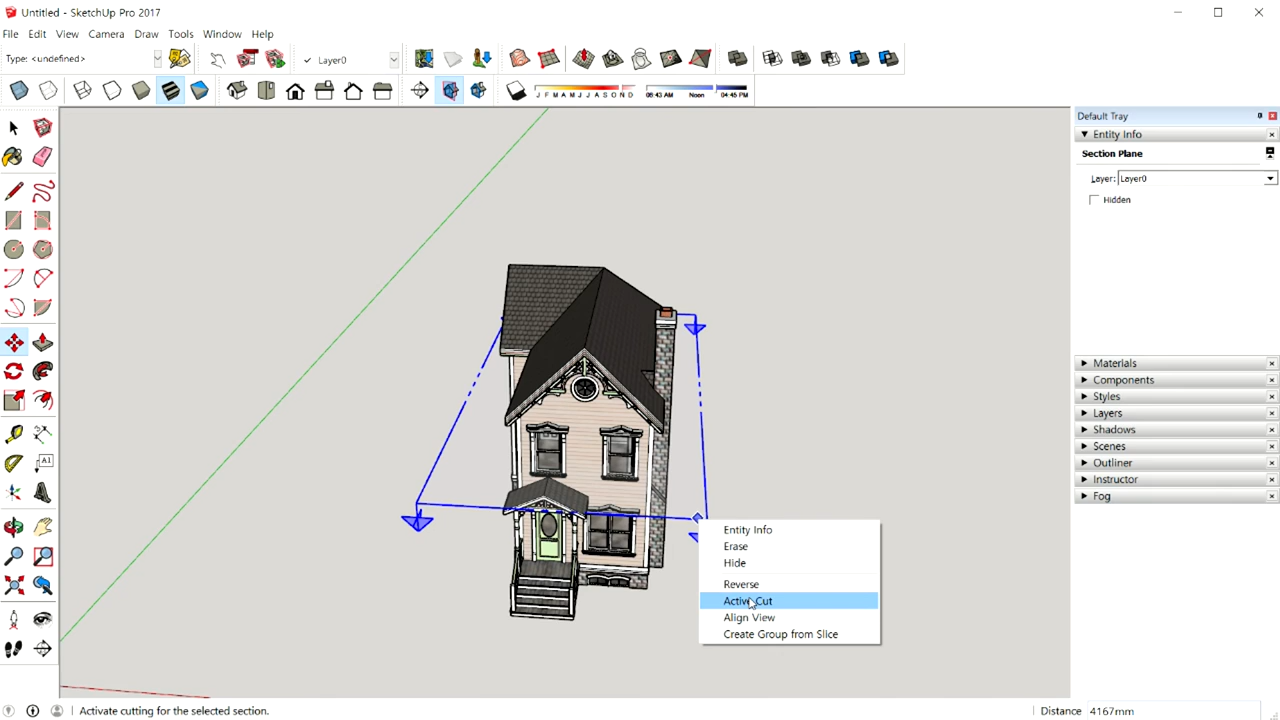 Untitled - SketchUp Pro 2017
File Edit View Camera Draw Tools Window Help
Type: <undefined>
✓ Layer0
J F M A M J J A S O N D
06:43 AM Noon 04:45 PM
Default Tray
Entity Info
Section Plane
Layer: Layer0
Hidden
A1
Entity Info
Erase
Hide
Reverse
Active Cut
Align View
Create Group from Slice
Materials
Components
Styles
Layers
Shadows
Scenes
Outliner
Instructor
Fog
Activate cutting for the selected section.
Distance 4167mm